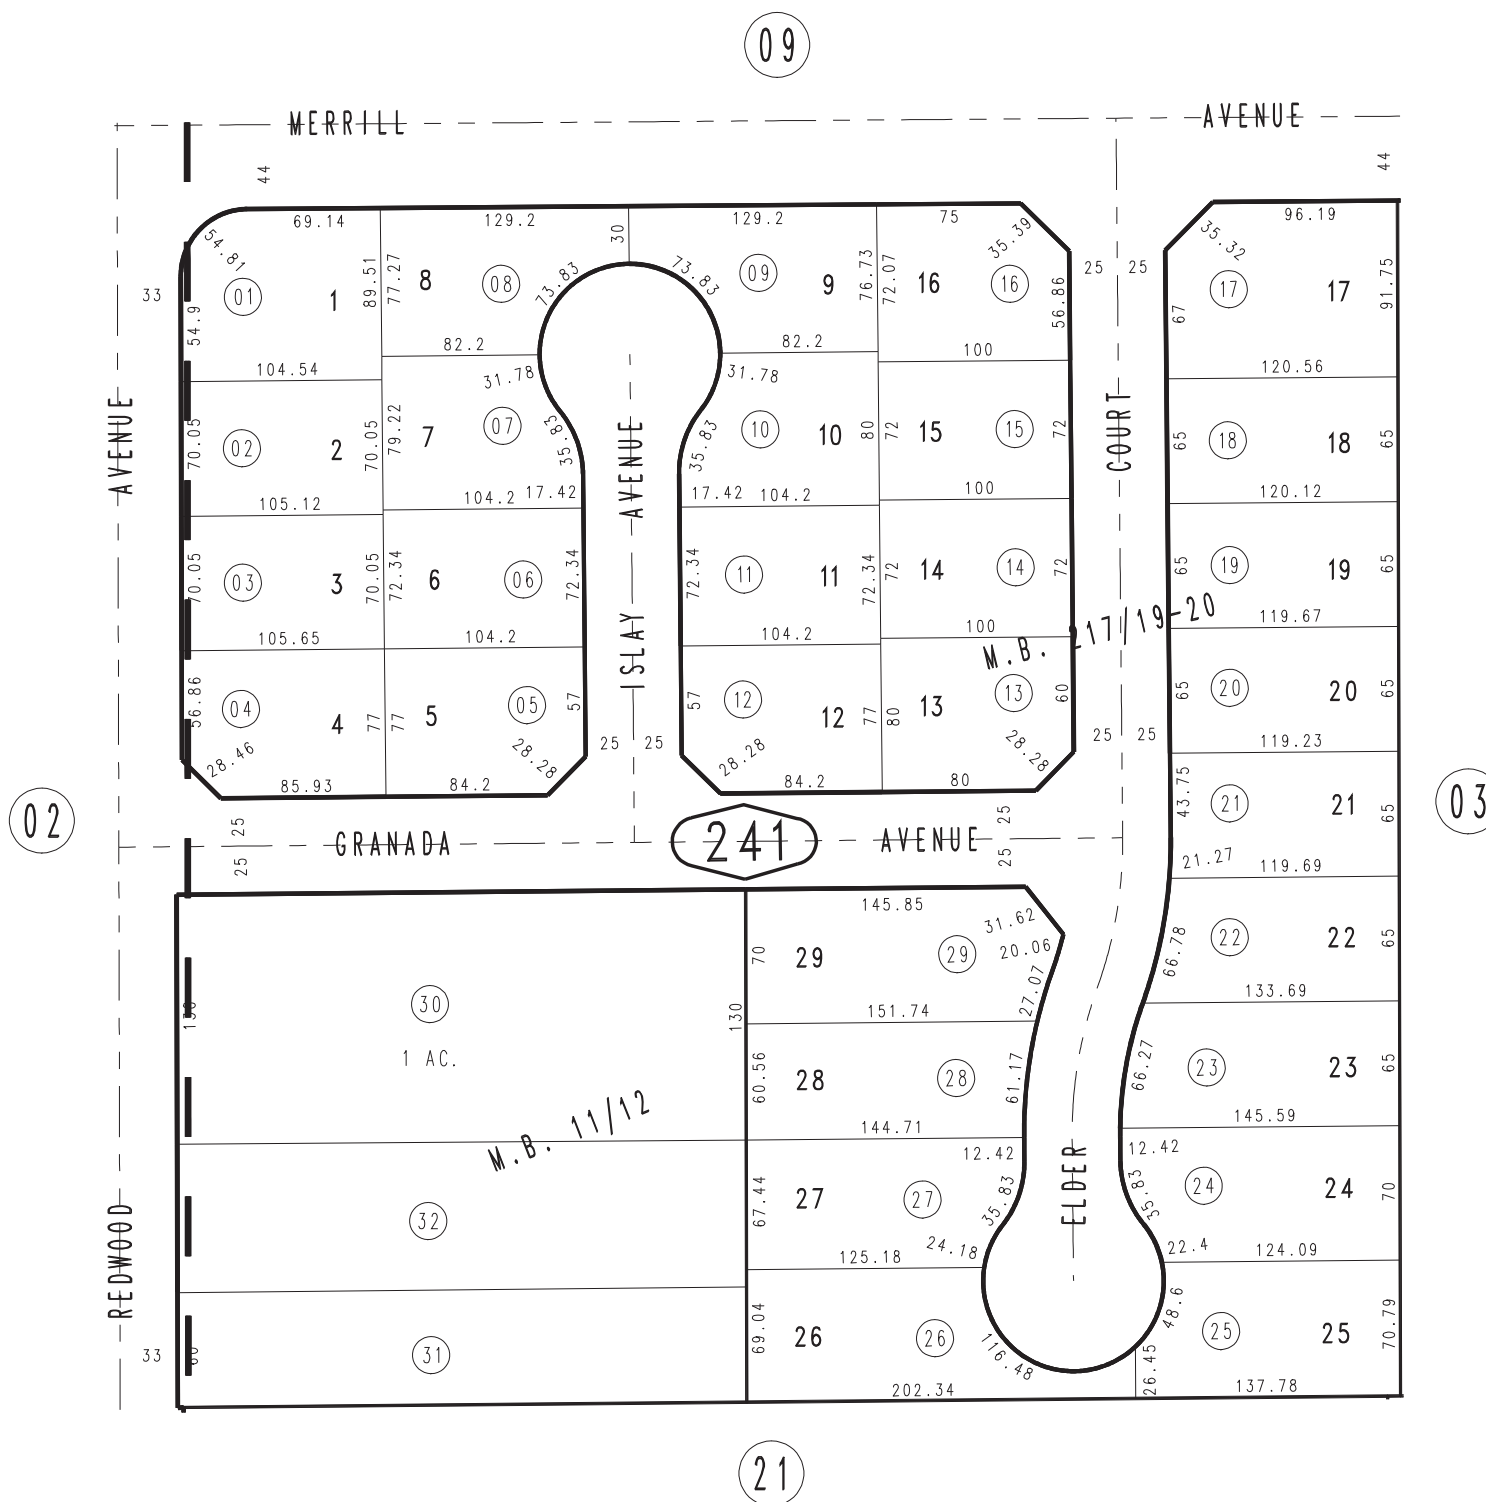 09
MERRILL AVENUE
44 44
69.14 129.2 129.2 75 96.19
54.81 30 35.39 35.32
33 01 1 89.51 77.27 8 08 73.83 73.83 09 9 76.73 72.07 16 16 25 25 17 17 91.75
54.9 56.86 67
104.54 82.2 82.2 100 120.56
31.78 31.78
AVENUE
70.05 02 2 70.05 79.22 7 07 35.83 35.83 10 10 80 72 15 15 72 COURT 65 18 18 65
105.12 104.2 17.42 17.42 104.2 100 120.12
ISLAY AVENUE
70.05 03 3 70.05 72.34 6 06 72.34 72.34 11 11 72.34 72 14 14 72 65 19 19 65
105.65 104.2 104.2 100 119.67
M.B. 217/19-20
56.86 04 4 77 77 5 05 57 57 12 12 77 80 13 13 60 65 20 20 65
28.46 28.28 25 25 28.28 28.28 25 25
85.93 84.2 84.2 80 119.23
02 03
43.75 21 21 65
25 25
GRANADA 241 AVENUE
25 25
21.27 119.69
145.85 31.62
70 29 29 20.06 27.07 66.78 22 22 65
130 30 130 151.74 133.69
1 AC.
60.56 28 28 61.17 66.27 23 23 65
M.B. 11/12
144.71 145.59
12.42 12.42
REDWOOD
32 67.44 27 27 35.83 ELDER 35.83 24 24 70
125.18 24.18 22.4 124.09
33 31 69.04 26 26 116.48 48.6 25 25 70.79
202.34 26.45 137.78
21